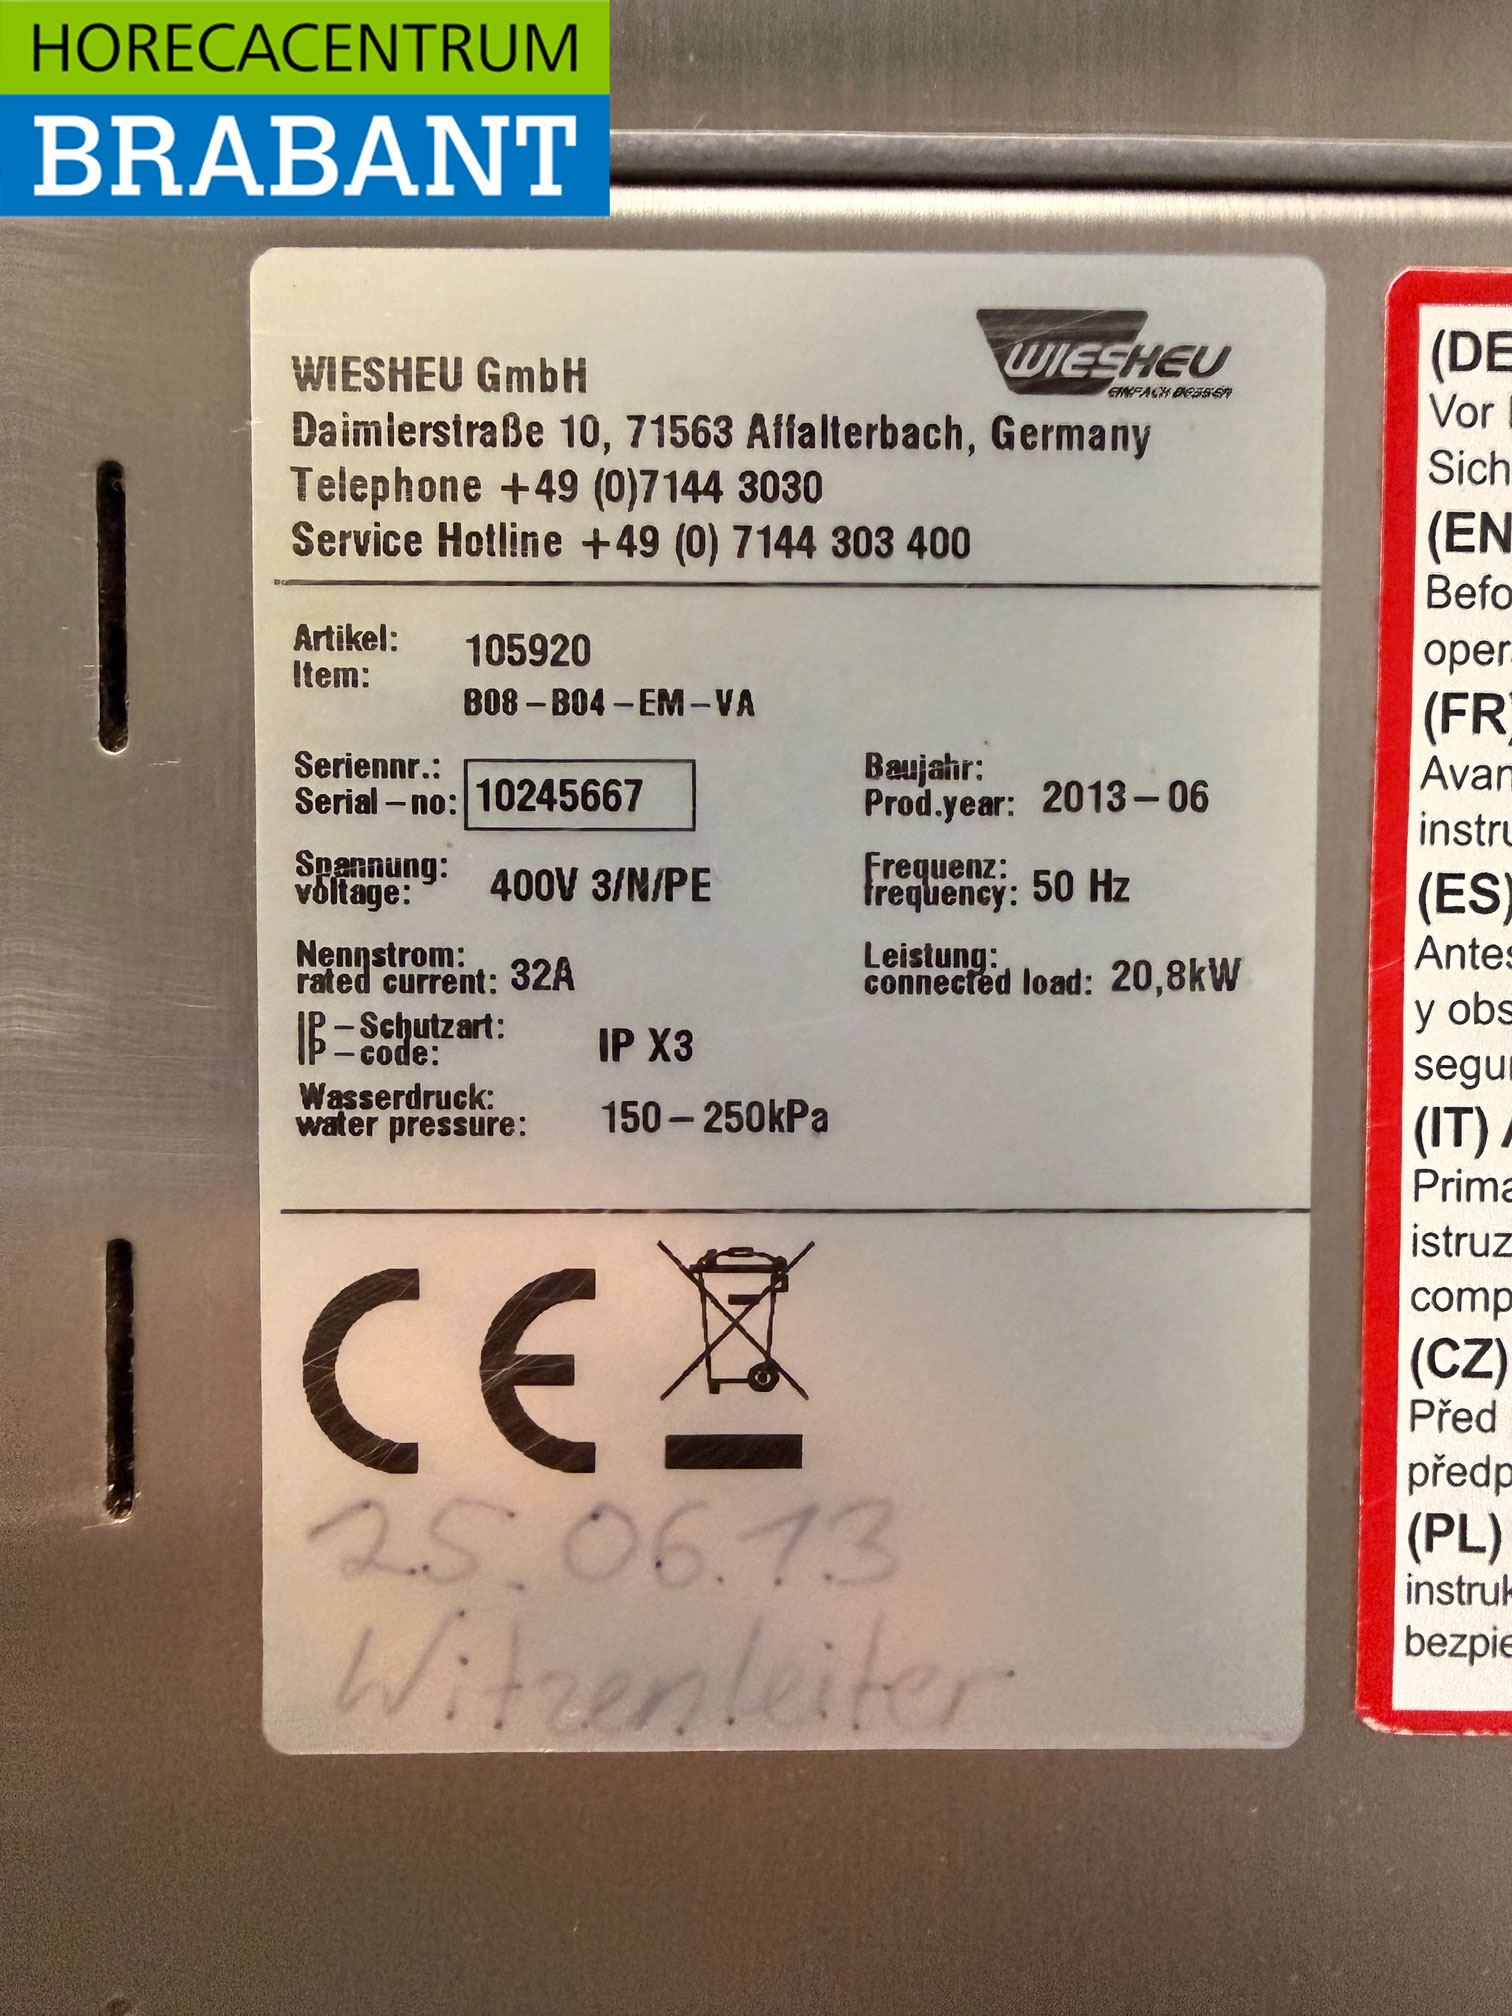 HORECACENTRUM
BRABANT
WIESHEU
EINFACH BESSER
WIESHEU GmbH
Daimlerstraße 10, 71563 Affalterbach, Germany
Telephone +49 (0)7144 3030
Service Hotline +49 (0) 7144 303 400
Artikel: 105920
Item:
B08-B04-EM-VA
Seriennr.:
Serial-no: 10245667
Baujahr:
Prod.year: 2013-06
Spannung:
voltage: 400V 3/N/PE
Frequenz:
frequency: 50 Hz
Nennstrom:
rated current: 32A
Leistung:
connected load: 20,8kW
IP-Schutzart:
IP-code: IP X3
Wasserdruck:
water pressure: 150-250kPa
CE
25.06.13
Witzenleiter
(DE
Vor
Sich
(EN
Befo
oper
(FR)
Avan
instru
(ES)
Antes
y obs
segur
(IT) A
Prima
istruz
comp
(CZ)
Před
předp
(PL)
instruk
bezpie